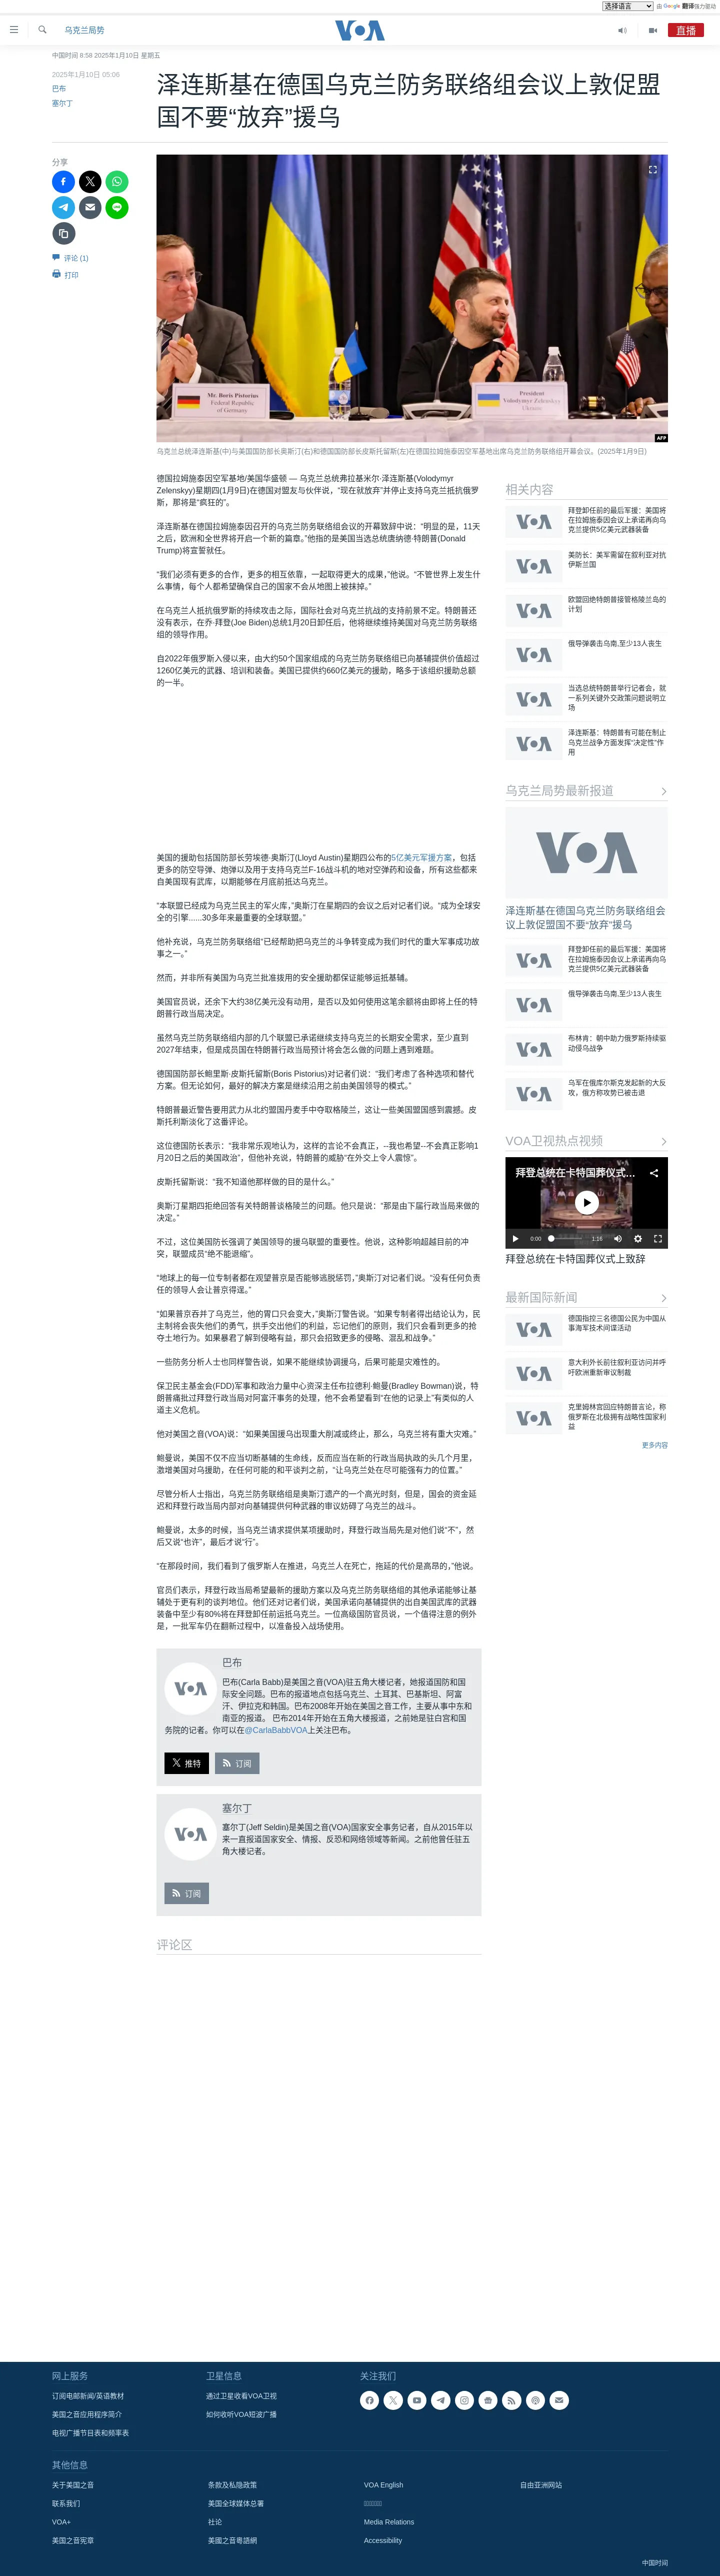 选择语言
由 Google 翻译强力驱动
乌克兰局势
VOA
直播
中国时间 8:58 2025年1月10日 星期五
2025年1月10日 05:06
巴布
塞尔丁
泽连斯基在德国乌克兰防务联络组会议上敦促盟
国不要“放弃”援乌
分享
评论 (1)
打印
Mr. Boris Pistorius
Federal Republic
of Germany
President
Volodymyr Zelenskyy
Ukraine
AFP
乌克兰总统泽连斯基(中)与美国国防部长奥斯汀(右)和德国国防部长皮斯托留斯(左)在德国拉姆施泰因空军基地出席乌克兰防务联络组开幕会议。(2025年1月9日)
德国拉姆施泰因空军基地/美国华盛顿 — 乌克兰总统弗拉基米尔·泽连斯基(Volodymyr
Zelenskyy)星期四(1月9日)在德国对盟友与伙伴说，“现在就放弃”并停止支持乌克兰抵抗俄罗
斯，那将是“疯狂的”。
泽连斯基在德国拉姆施泰因召开的乌克兰防务联络组会议的开幕致辞中说：“明显的是，11天
之后，欧洲和全世界将开启一个新的篇章。”他指的是美国当选总统唐纳德·特朗普(Donald
Trump)将宣誓就任。
“我们必须有更多的合作，更多的相互依靠，一起取得更大的成果，”他说。“不管世界上发生什
么事情，每个人都希望确保自己的国家不会从地图上被抹掉。”
在乌克兰人抵抗俄罗斯的持续攻击之际，国际社会对乌克兰抗战的支持前景不定。特朗普还
没有表示，在乔·拜登(Joe Biden)总统1月20日卸任后，他将继续维持美国对乌克兰防务联络
组的领导作用。
自2022年俄罗斯入侵以来，由大约50个国家组成的乌克兰防务联络组已向基辅提供价值超过
1260亿美元的武器、培训和装备。美国已提供约660亿美元的援助，略多于该组织援助总额
的一半。
美国的援助包括国防部长劳埃德·奥斯汀(Lloyd Austin)星期四公布的5亿美元军援方案，包括
更多的防空导弹、炮弹以及用于支持乌克兰F-16战斗机的地对空弹药和设备，所有这些都来
自美国现有武库，以期能够在月底前抵达乌克兰。
“本联盟已经成为乌克兰民主的军火库，”奥斯汀在星期四的会议之后对记者们说。“成为全球安
全的引擎......30多年来最重要的全球联盟。”
他补充说，乌克兰防务联络组“已经帮助把乌克兰的斗争转变成为我们时代的重大军事成功故
事之一。”
然而，并非所有美国为乌克兰批准拨用的安全援助都保证能够运抵基辅。
美国官员说，还余下大约38亿美元没有动用，是否以及如何使用这笔余额将由即将上任的特
朗普行政当局决定。
虽然乌克兰防务联络组内部的几个联盟已承诺继续支持乌克兰的长期安全需求，至少直到
2027年结束，但是成员国在特朗普行政当局预计将会怎么做的问题上遇到难题。
德国国防部长鲍里斯·皮斯托留斯(Boris Pistorius)对记者们说：“我们考虑了各种选项和替代
方案。但无论如何，最好的解决方案是继续沿用之前由美国领导的模式。”
特朗普最近警告要用武力从北约盟国丹麦手中夺取格陵兰，这让一些美国盟国感到震撼。皮
斯托利斯淡化了这番评论。
这位德国防长表示：“我非常乐观地认为，这样的言论不会真正，--我也希望--不会真正影响1
月20日之后的美国政治”，但他补充说，特朗普的威胁“在外交上令人震惊”。
皮斯托留斯说：“我不知道他那样做的目的是什么。”
奥斯汀星期四拒绝回答有关特朗普谈格陵兰的问题。他只是说：“那是由下届行政当局来做的
决定。”
不过，这位美国防长强调了美国领导的援乌联盟的重要性。他说，这种影响超越目前的冲
突，联盟成员“绝不能退缩”。
“地球上的每一位专制者都在观望普京是否能够逃脱惩罚，”奥斯汀对记者们说。“没有任何负责
任的领导人会让普京得逞。”
“如果普京吞并了乌克兰，他的胃口只会变大，”奥斯汀警告说。“如果专制者得出结论认为，民
主制将会丧失他们的勇气，拱手交出他们的利益，忘记他们的原则，我们只会看到更多的抢
夺土地行为。如果暴君了解到侵略有益，那只会招致更多的侵略、混乱和战争。”
一些防务分析人士也同样警告说，如果不能继续协调援乌，后果可能是灾难性的。
保卫民主基金会(FDD)军事和政治力量中心资深主任布拉德利·鲍曼(Bradley Bowman)说，特
朗普痛批过拜登行政当局对阿富汗事务的处理，他不会希望看到“在他的记录上”有类似的人
道主义危机。
他对美国之音(VOA)说：“如果美国援乌出现重大削减或终止，那么，乌克兰将有重大灾难。”
鲍曼说，美国不仅不应当切断基辅的生命线，反而应当在新的行政当局执政的头几个月里，
激增美国对乌援助，在任何可能的和平谈判之前，“让乌克兰处在尽可能强有力的位置。”
尽管分析人士指出，乌克兰防务联络组是奥斯汀遗产的一个高光时刻，但是，国会的资金延
迟和拜登行政当局内部对向基辅提供何种武器的审议妨碍了乌克兰的战斗。
鲍曼说，太多的时候，当乌克兰请求提供某项援助时，拜登行政当局先是对他们说“不”，然
后又说“也许”，最后才说“行”。
“在那段时间，我们看到了俄罗斯人在推进，乌克兰人在死亡，拖延的代价是高昂的，”他说。
官员们表示，拜登行政当局希望最新的援助方案以及乌克兰防务联络组的其他承诺能够让基
辅处于更有利的谈判地位。他们还对记者们说，美国承诺向基辅提供的出自美国武库的武器
装备中至少有80%将在拜登卸任前运抵乌克兰。一位高级国防官员说，一个值得注意的例外
是，一批军车仍在翻新过程中，以准备投入战场使用。
巴布
巴布(Carla Babb)是美国之音(VOA)驻五角大楼记者，她报道国防和国
际安全问题。巴布的报道地点包括乌克兰、土耳其、巴基斯坦、阿富
汗、伊拉克和韩国。巴布2008年开始在美国之音工作，主要从事中东和
南亚的报道。 巴布2014年开始在五角大楼报道，之前她是驻白宫和国
务院的记者。你可以在@CarlaBabbVOA上关注巴布。
推特
订阅
塞尔丁
塞尔丁(Jeff Seldin)是美国之音(VOA)国家安全事务记者，自从2015年以
来一直报道国家安全、情报、反恐和网络领域等新闻。之前他曾任驻五
角大楼记者。
订阅
评论区
相关内容
拜登卸任前的最后军援：美国将
在拉姆施泰因会议上承诺再向乌
克兰提供5亿美元武器装备
美防长：美军需留在叙利亚对抗
伊斯兰国
欧盟回绝特朗普接管格陵兰岛的
计划
俄导弹袭击乌南,至少13人丧生
当选总统特朗普举行记者会，就
一系列关键外交政策问题说明立
场
泽连斯基：特朗普有可能在制止
乌克兰战争方面发挥“决定性”作
用
乌克兰局势最新报道
泽连斯基在德国乌克兰防务联络组会
议上敦促盟国不要“放弃”援乌
拜登卸任前的最后军援：美国将
在拉姆施泰因会议上承诺再向乌
克兰提供5亿美元武器装备
俄导弹袭击乌南,至少13人丧生
布林肯：朝中助力俄罗斯持续驱
动侵乌战争
乌军在俄库尔斯克发起新的大反
攻，俄方称攻势已被击退
VOA卫视热点视频
拜登总统在卡特国葬仪式...
0:00
1:16
拜登总统在卡特国葬仪式上致辞
最新国际新闻
德国指控三名德国公民为中国从
事海军技术间谍活动
意大利外长前往叙利亚访问并呼
吁欧洲重新审议制裁
克里姆林宫回应特朗普言论，称
俄罗斯在北极拥有战略性国家利
益
更多内容
网上服务
订阅电邮新闻/英语教材
美国之音应用程序简介
电视广播节目表和频率表
卫星信息
通过卫星收看VOA卫视
如何收听VOA短波广播
关注我们
其他信息
关于美国之音
条款及私隐政策
VOA English
自由亚洲网站
联系我们
美国全球媒体总署
VOA+
社论
Media Relations
美国之音宪章
美國之音粵語網
Accessibility
中国时间